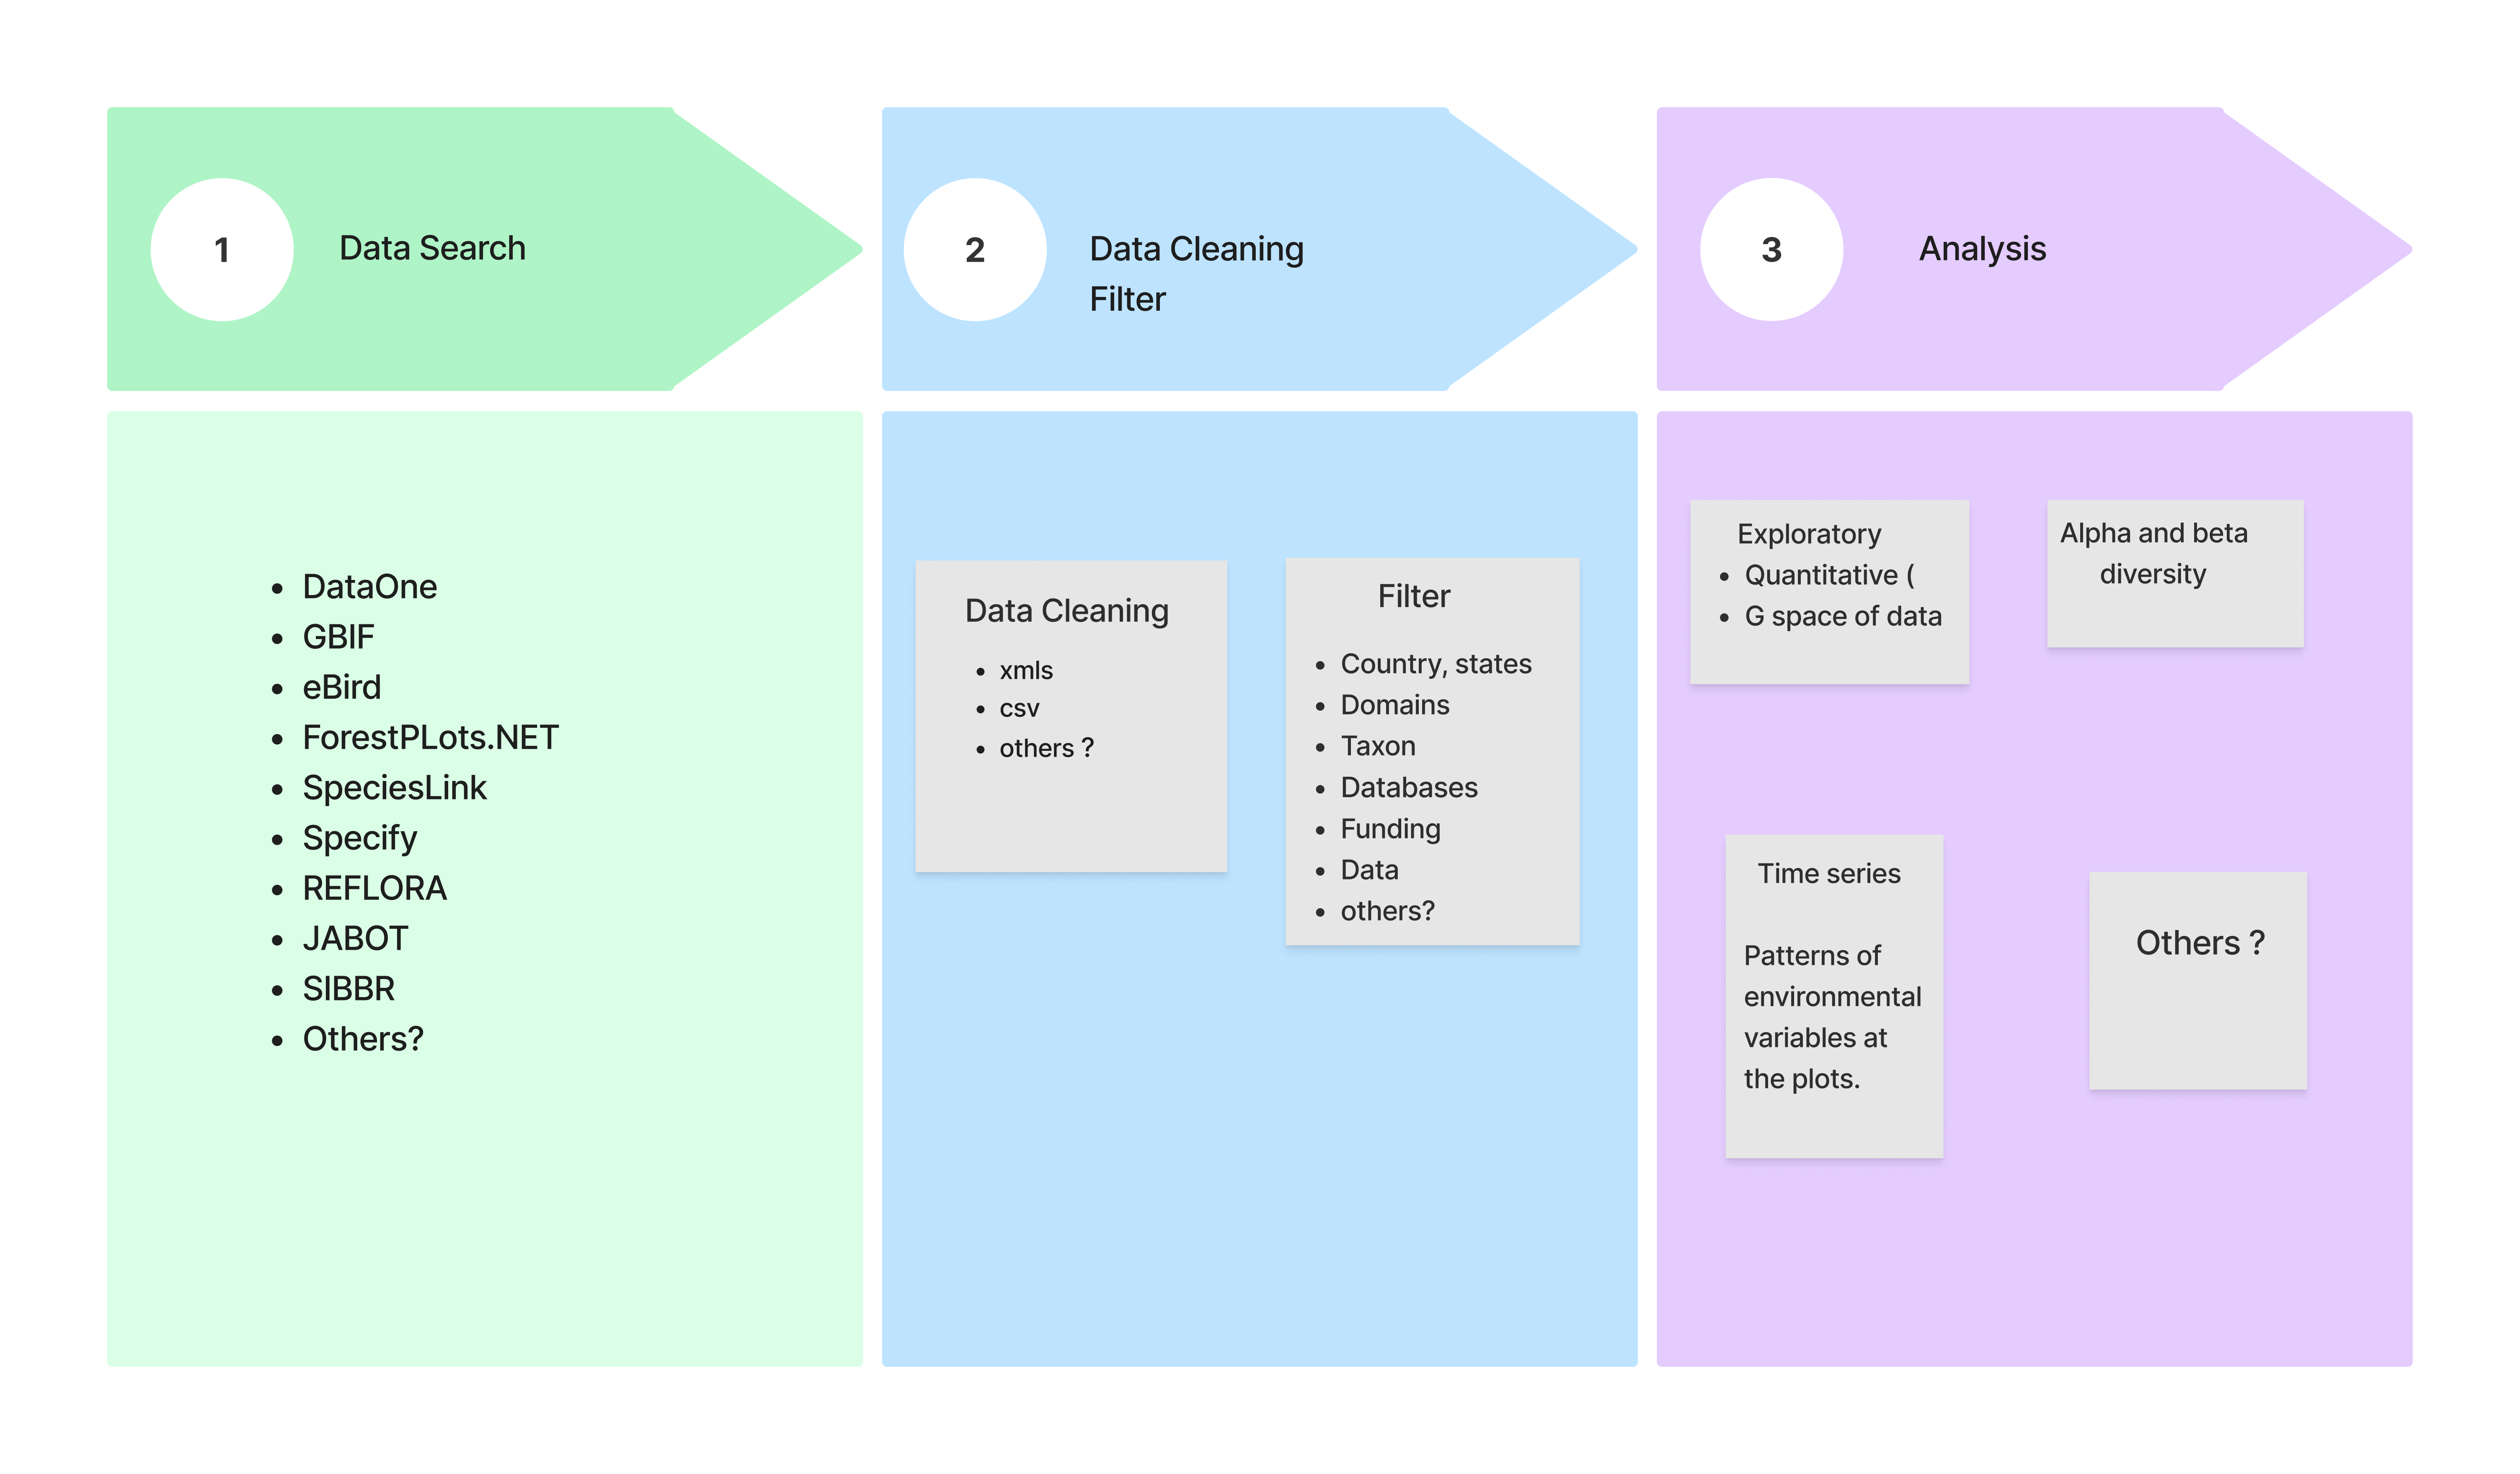 1
Data Search
2
Data Cleaning
Filter
3
Analysis
• DataOne
• GBIF
• eBird
• ForestPLots.NET
• SpeciesLink
• Specify
• REFLORA
• JABOT
• SIBBR
• Others?
Data Cleaning
• xmls
• csv
• others ?
Filter
• Country, states
• Domains
• Taxon
• Databases
• Funding
• Data
• others?
Exploratory
• Quantitative (
• G space of data
Alpha and beta
diversity
Time series
Patterns of
environmental
variables at
the plots.
Others ?